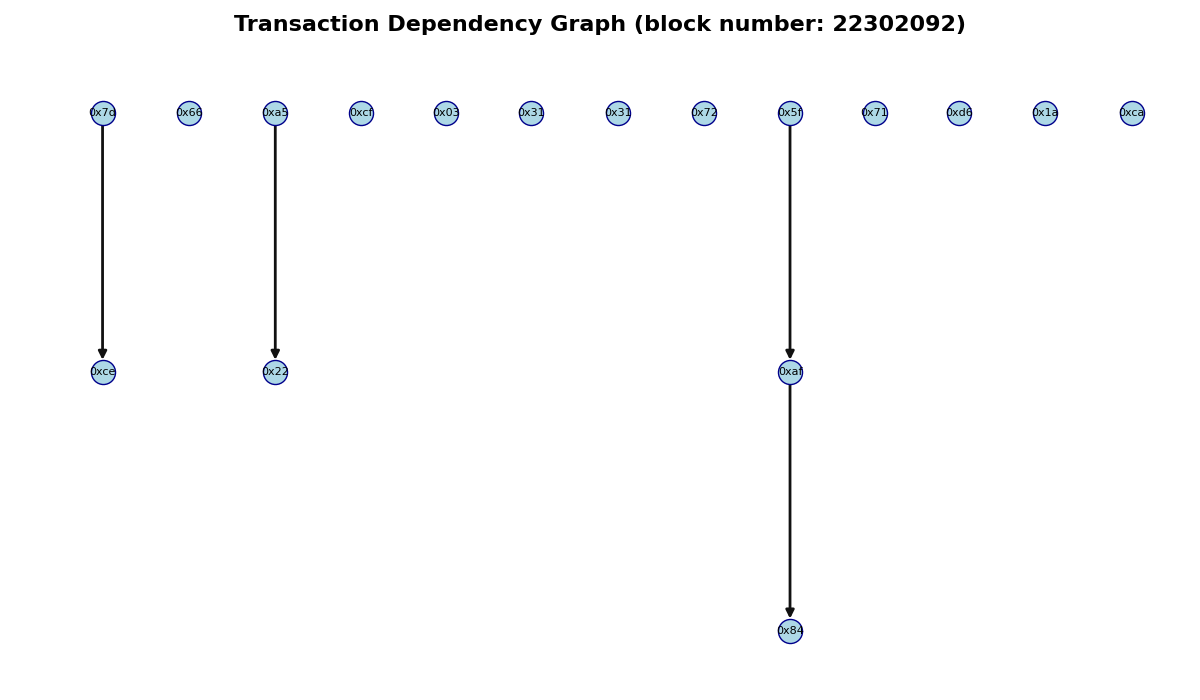 Transaction Dependency Graph (block number: 22302092)
0x7d 0x66 0xa5 0xcf 0x03 0x31 0x31 0x72 0x5f 0x71 0xd6 0x1a 0xca
0xce 0x22 0xaf
0x84